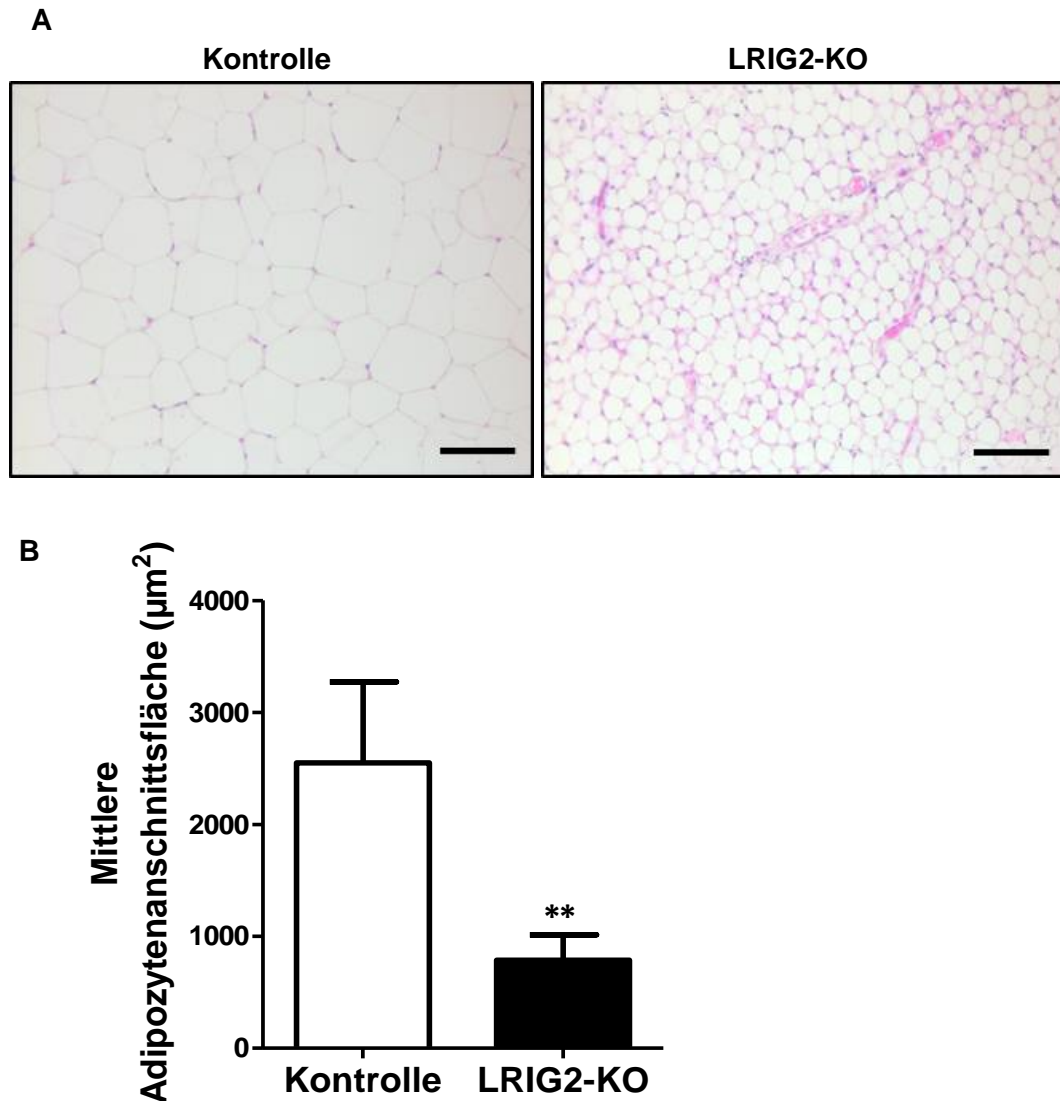 A
Kontrolle
LRIG2-KO
B
Mittlere
Adipozytenanschnittsfläche (µm²)
4000
3000
2000
1000
0
**
Kontrolle
LRIG2-KO